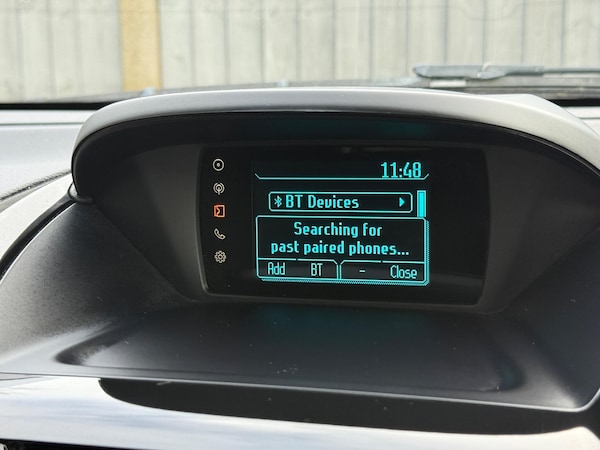 11:48
BT Devices
Searching for
past paired phones...
Add BT - Close